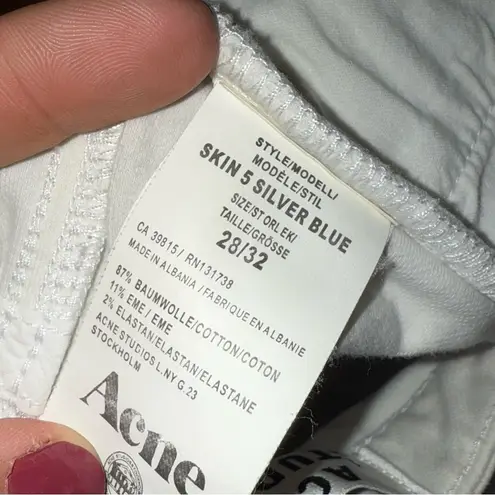 STYLE/MODELL/
MODÈLE/STIL
SKIN 5 SILVER BLUE
SIZE/STORLEK/
TAILLE/GRÖSSE
28/32
CA 39815 / RN131738
MADE IN ALBANIA / FABRIQUE EN ALBANIE
87% BAUMWOLLE/COTTON/COTON
11% EME / EME
2% ELASTAN/ELASTAN/ELASTANE
ACNE STUDIOS L.NY G. 23
STOCKHOLM
Acne
AC